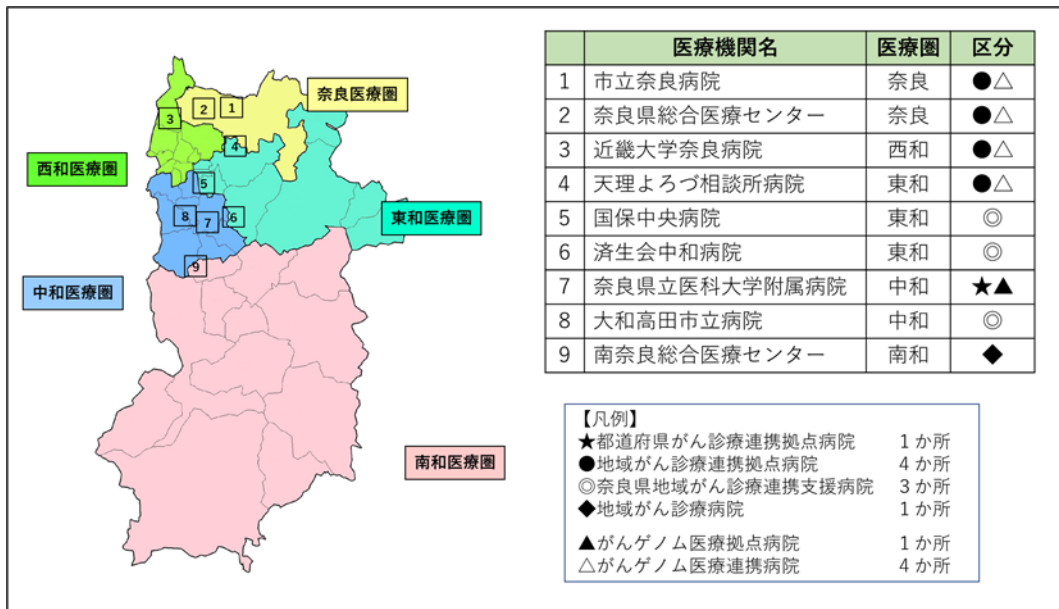 奈良医療圏
西和医療圏
東和医療圏
中和医療圏
南和医療圏
1
2
3
4
5
6
7
8
9
医療機関名 医療圏 区分
1 市立奈良病院 奈良 ●△
2 奈良県総合医療センター 奈良 ●△
3 近畿大学奈良病院 西和 ●△
4 天理よろづ相談所病院 東和 ●△
5 国保中央病院 東和 ◎
6 済生会中和病院 東和 ◎
7 奈良県立医科大学附属病院 中和 ★▲
8 大和高田市立病院 中和 ◎
9 南奈良総合医療センター 南和 ◆
【凡例】
★都道府県がん診療連携拠点病院 1か所
●地域がん診療連携拠点病院 4か所
◎奈良県地域がん診療連携支援病院 3か所
◆地域がん診療病院 1か所
▲がんゲノム医療拠点病院 1か所
△がんゲノム医療連携病院 4か所